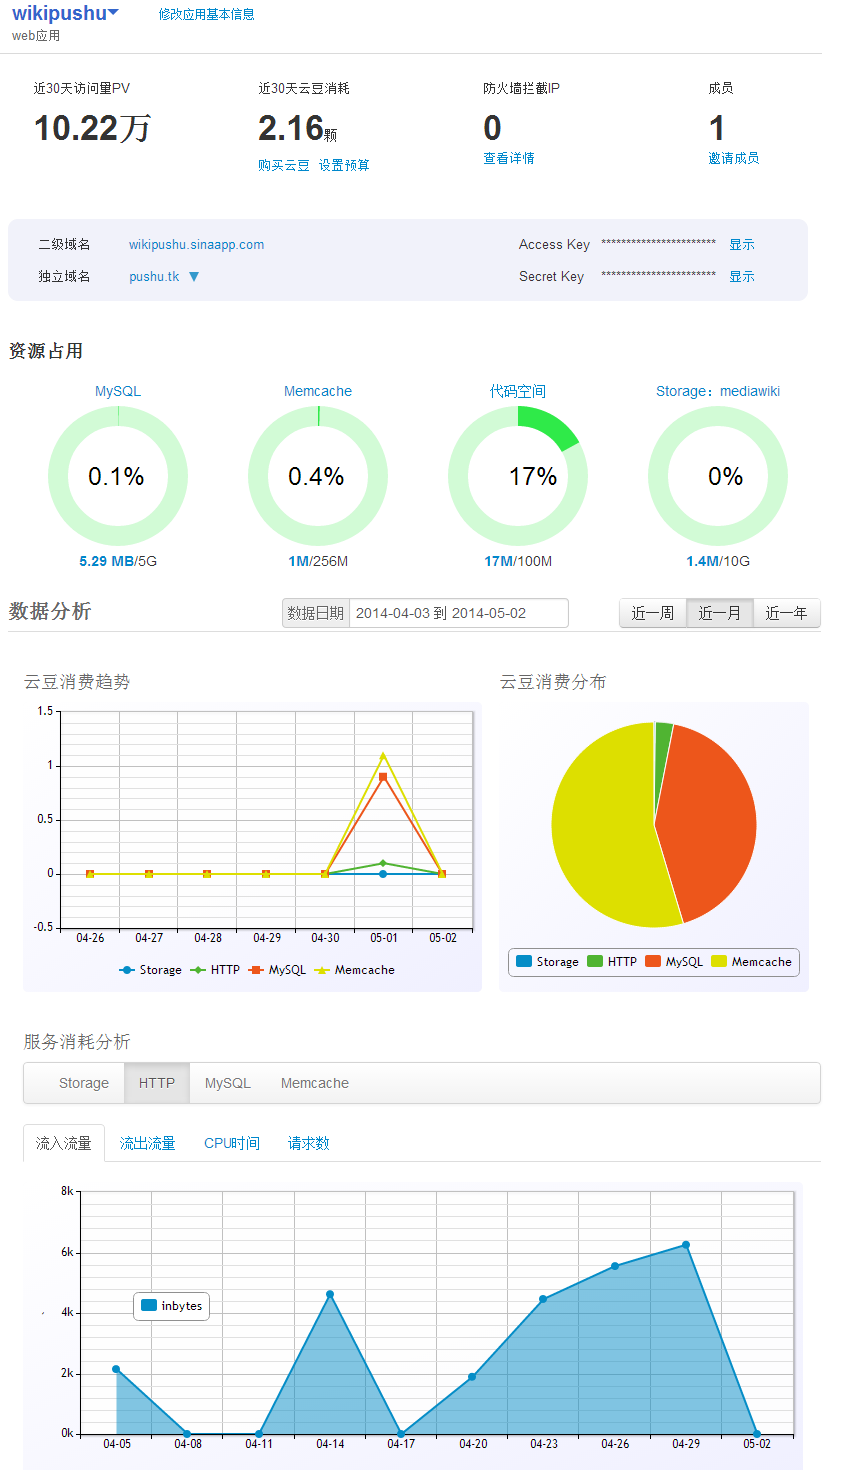 wikipushu 修改应用基本信息
web应用
近30天访问量PV 近30天云豆消耗 防火墙拦截IP 成员
10.22万 2.16颗 0 1
购买云豆 设置预算 查看详情 邀请成员
二级域名 wikipushu.sinaapp.com Access Key *********************** 显示
独立域名 pushu.tk ▼ Secret Key *********************** 显示
资源占用
MySQL Memcache 代码空间 Storage：mediawiki
0.1% 0.4% 17% 0%
5.29 MB/5G 1M/256M 17M/100M 1.4M/10G
数据分析 数据日期 2014-04-03 到 2014-05-02 近一周 近一月 近一年
云豆消费趋势 云豆消费分布
1.5
1
0.5
0
-0.5
04-26 04-27 04-28 04-29 04-30 05-01 05-02
Storage HTTP MySQL Memcache
Storage HTTP MySQL Memcache
服务消耗分析
Storage HTTP MySQL Memcache
流入流量 流出流量 CPU时间 请求数
8k
6k
inbytes
4k
2k
0k
04-05 04-08 04-11 04-14 04-17 04-20 04-23 04-26 04-29 05-02